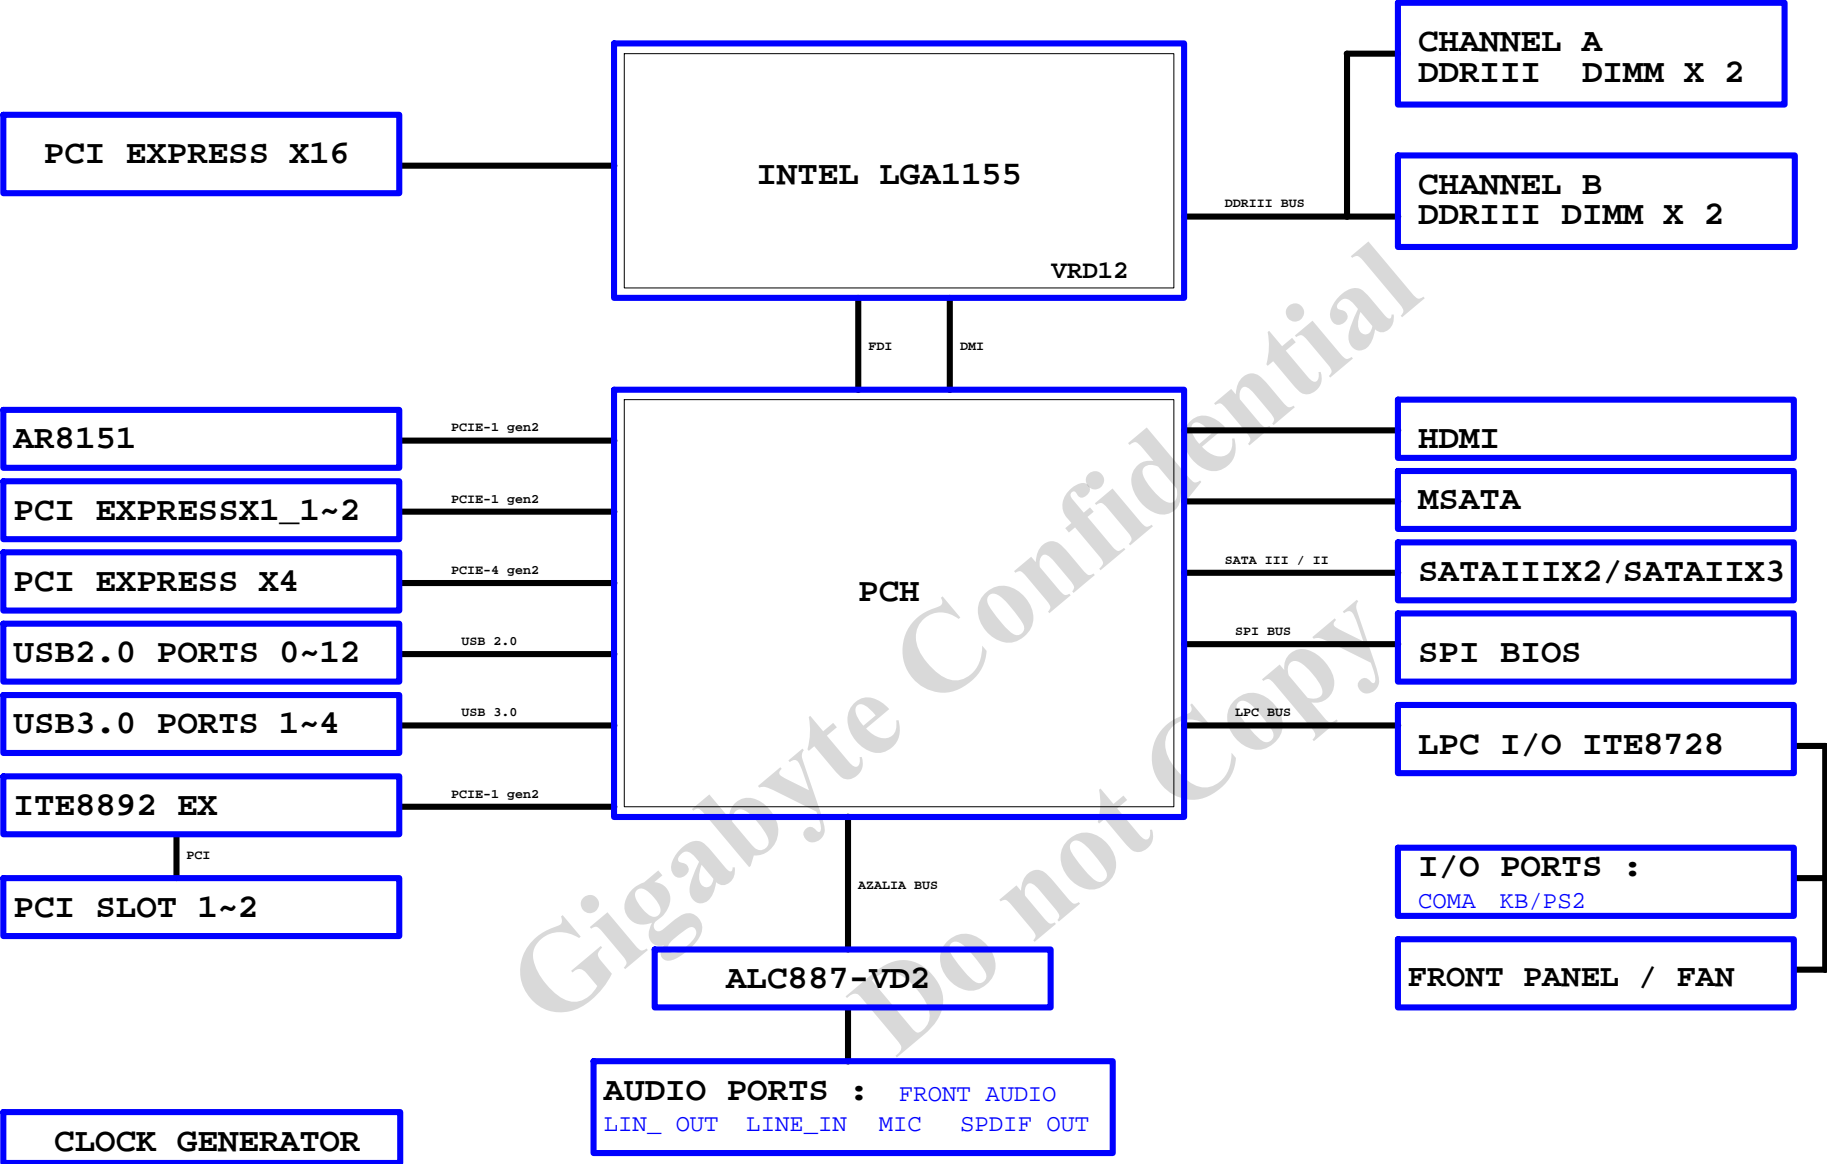 CHANNEL A
DDRIII DIMM X 2
PCI EXPRESS X16
INTEL LGA1155
VRD12
DDRIII BUS
CHANNEL B
DDRIII DIMM X 2
FDI
DMI
AR8151
PCIE-1 gen2
PCI EXPRESSX1_1~2
PCIE-1 gen2
PCI EXPRESS X4
PCIE-4 gen2
USB2.0 PORTS 0~12
USB 2.0
USB3.0 PORTS 1~4
USB 3.0
ITE8892 EX
PCIE-1 gen2
PCI
PCI SLOT 1~2
PCH
HDMI
MSATA
SATA III / II
SATAIIIX2/SATAIIX3
SPI BUS
SPI BIOS
LPC BUS
LPC I/O ITE8728
I/O PORTS :
COMA KB/PS2
FRONT PANEL / FAN
AZALIA BUS
ALC887-VD2
AUDIO PORTS : FRONT AUDIO
LIN_ OUT LINE_IN MIC SPDIF OUT
CLOCK GENERATOR
Gigabyte Confidential
Do not Copy